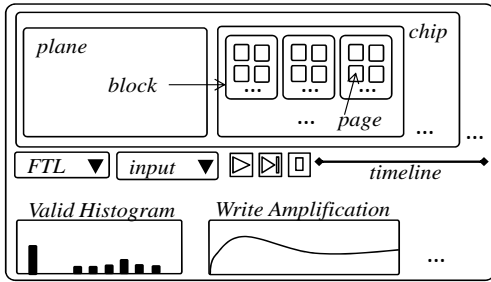 chip
plane
block
...
...
...
...
page
...
...
FTL
input
timeline
Valid Histogram
Write Amplification
...